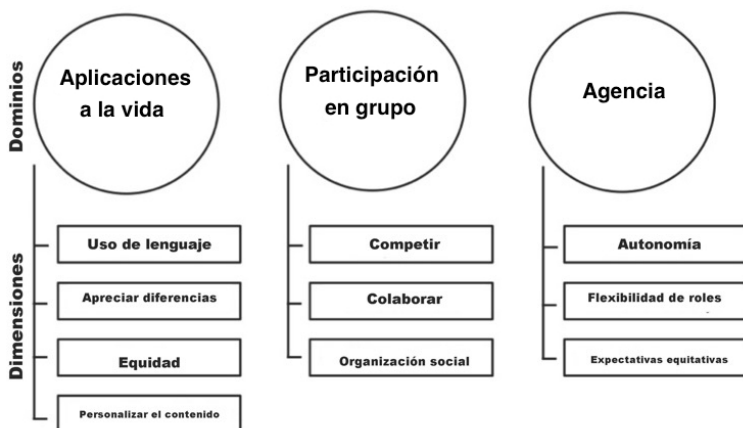 Dominios
Aplicaciones
a la vida
Participación
en grupo
Agencia
Dimensiones
Uso de lenguaje
Apreciar diferencias
Equidad
Personalizar el contenido
Competir
Colaborar
Organización social
Autonomía
Flexibilidad de roles
Expectativas equitativas